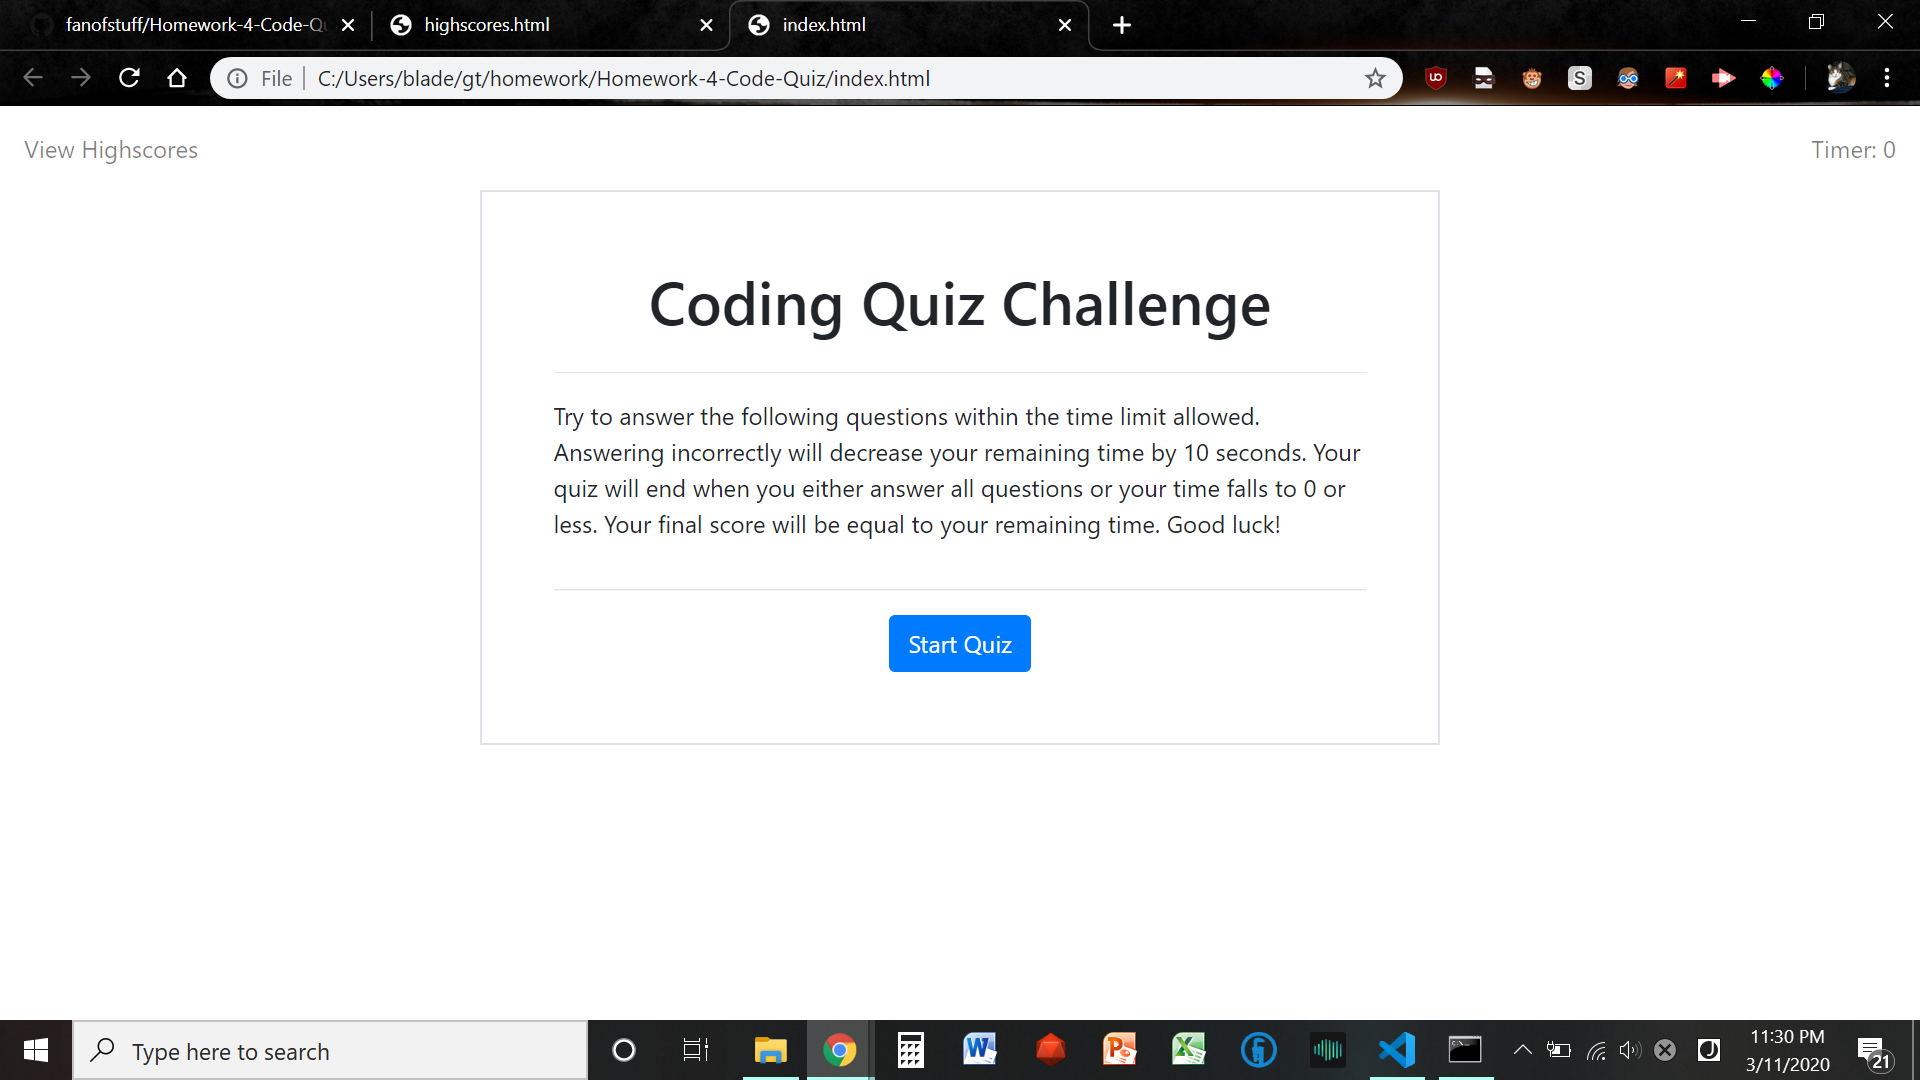 fanofstuff/Homework-4-Code-Qu
highscores.html
index.html
File
C:/Users/blade/gt/homework/Homework-4-Code-Quiz/index.html
View Highscores
Timer: 0
Coding Quiz Challenge
Try to answer the following questions within the time limit allowed.
Answering incorrectly will decrease your remaining time by 10 seconds. Your
quiz will end when you either answer all questions or your time falls to 0 or
less. Your final score will be equal to your remaining time. Good luck!
Start Quiz
Type here to search
11:30 PM
3/11/2020
21